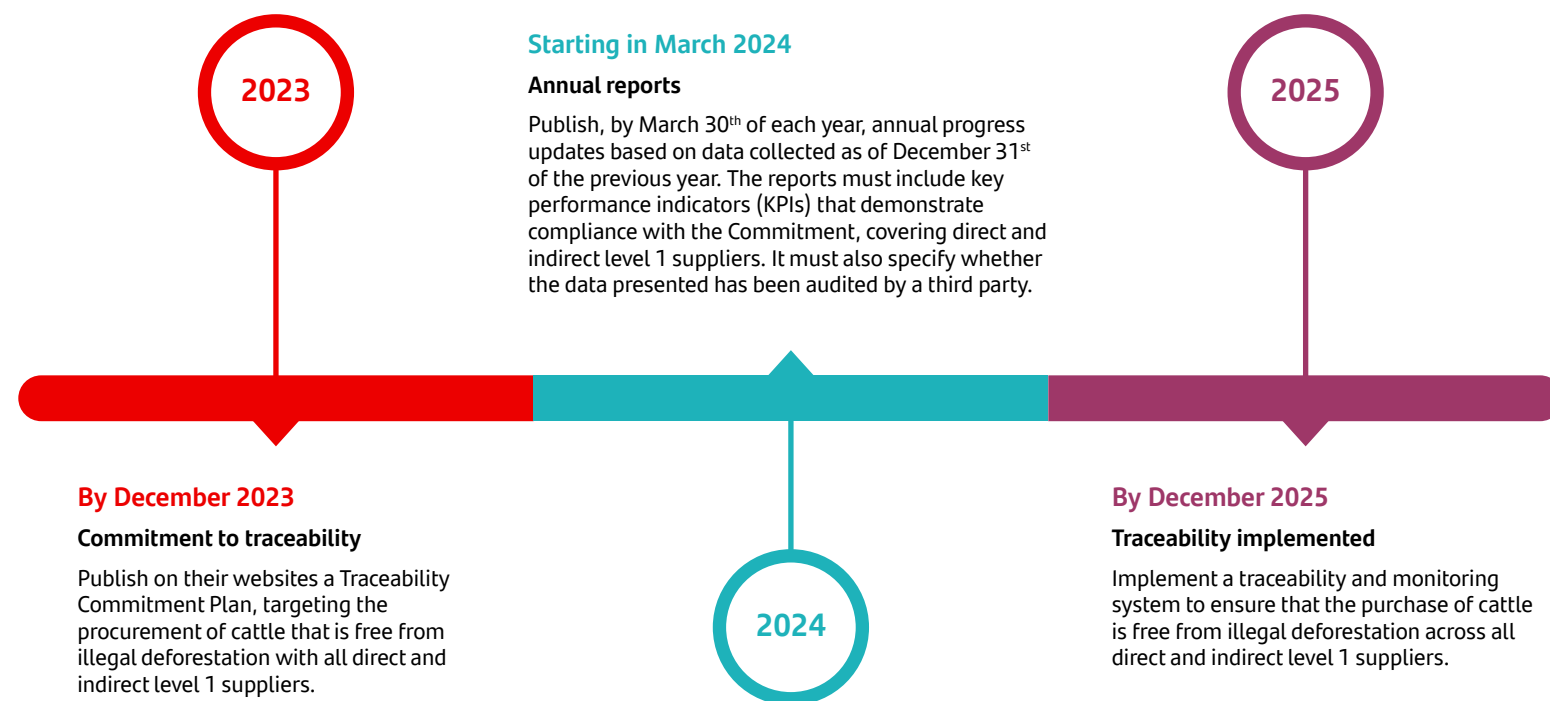 2023
By December 2023
Commitment to traceability
Publish on their websites a Traceability
Commitment Plan, targeting the
procurement of cattle that is free from
illegal deforestation with all direct and
indirect level 1 suppliers.
Starting in March 2024
Annual reports
Publish, by March 30th of each year, annual progress
updates based on data collected as of December 31st
of the previous year. The reports must include key
performance indicators (KPIs) that demonstrate
compliance with the Commitment, covering direct and
indirect level 1 suppliers. It must also specify whether
the data presented has been audited by a third party.
2024
2025
By December 2025
Traceability implemented
Implement a traceability and monitoring
system to ensure that the purchase of cattle
is free from illegal deforestation across all
direct and indirect level 1 suppliers.